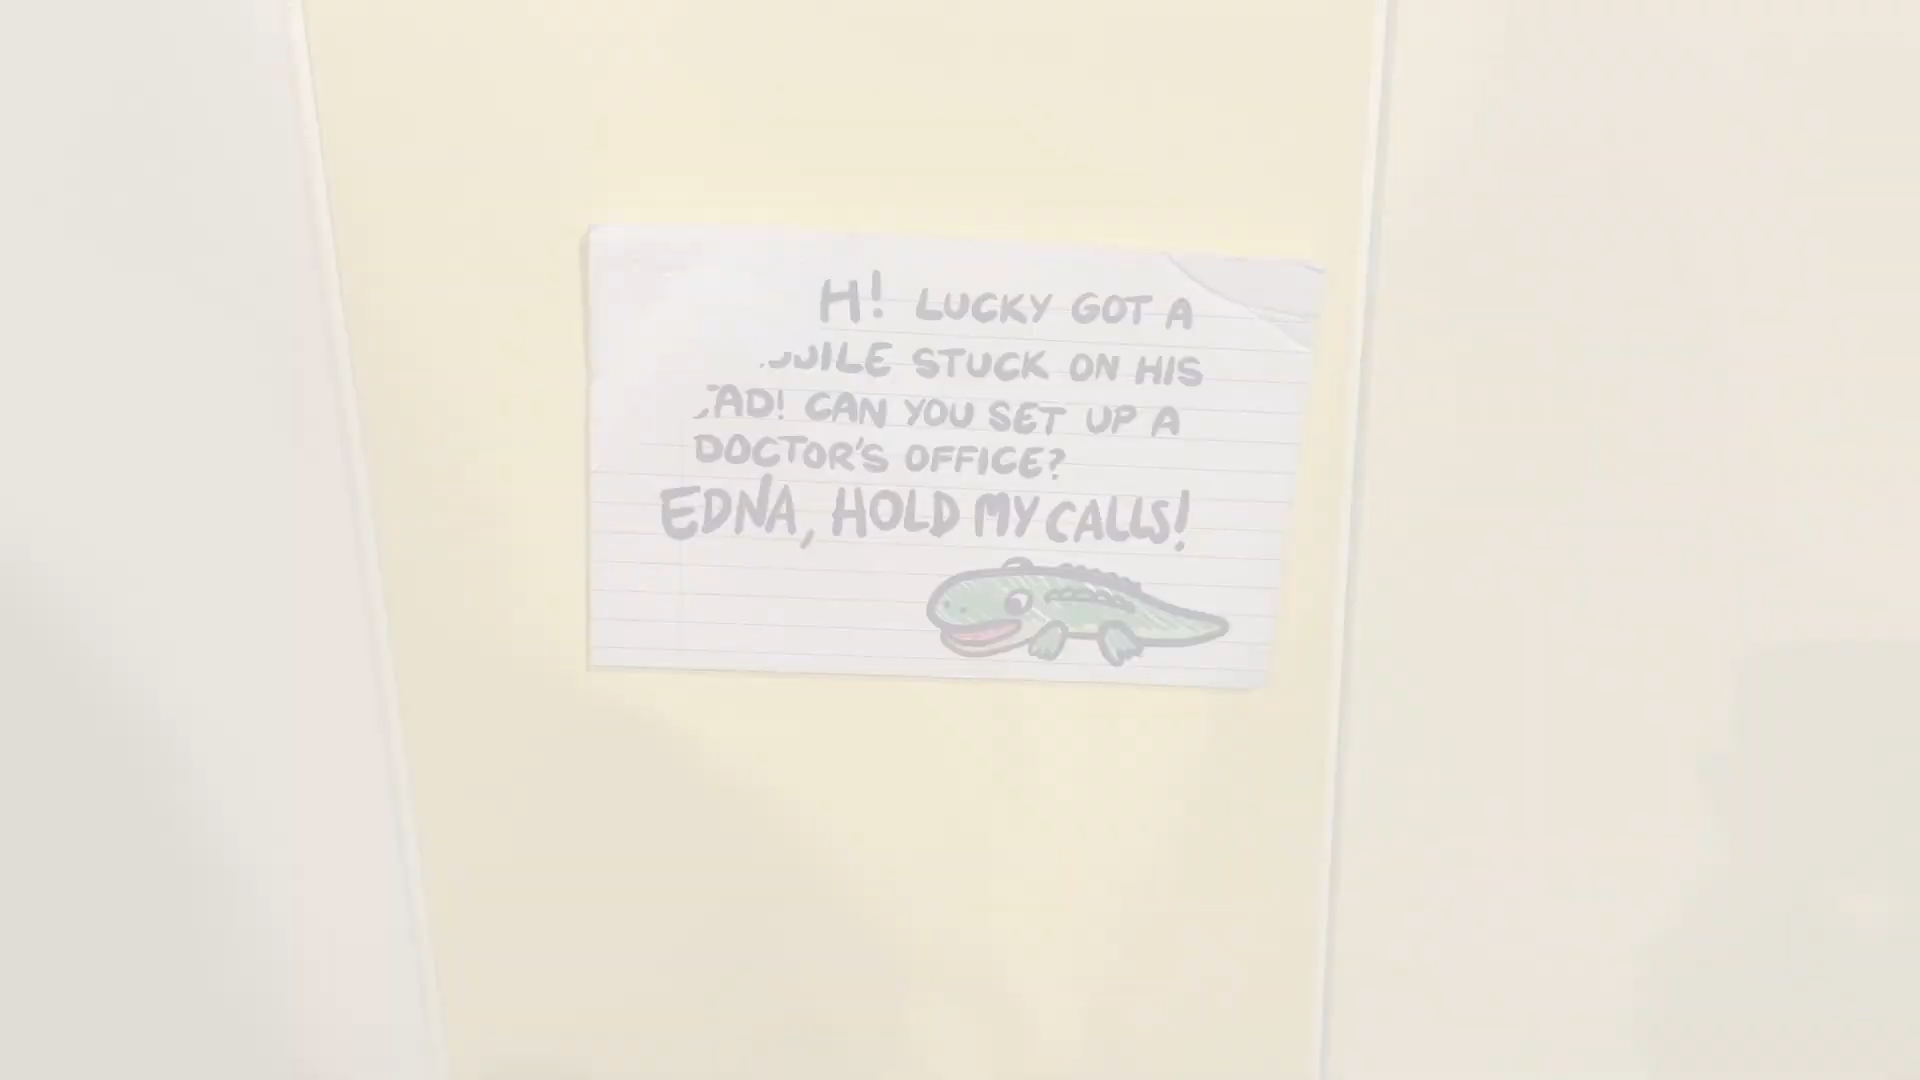 H! LUCKY GOT A
STUCK ON HIS
CAN YOU SET UP A
DOCTOR'S OFFICE?
EDNA, HOLD MY CALLS!